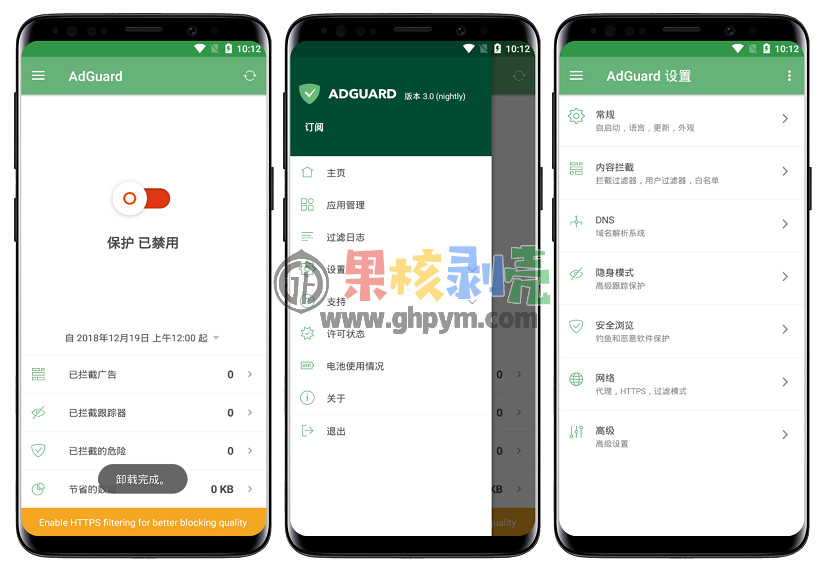 10:12
AdGuard
保护 已禁用
自 2018年12月19日 上午12:00 起
已拦截广告 0
已拦截跟踪器 0
已拦截的危险 0
节省的数 0 KB
卸载完成。
Enable HTTPS filtering for better blocking quality
10:12
ADGUARD 版本 3.0 (nightly)
订阅
主页
应用管理
过滤日志
设置
支持
许可状态
电池使用情况
关于
退出
0
0
0
KB
quality
果核剥壳
www.ghpym.com
10:12
AdGuard 设置
常规
自启动，语言，更新，外观
内容拦截
拦截过滤器，用户过滤器，白名单
DNS
域名解析系统
隐身模式
高级跟踪保护
安全浏览
钓鱼和恶意软件保护
网络
代理，HTTPS，过滤模式
高级
高级设置